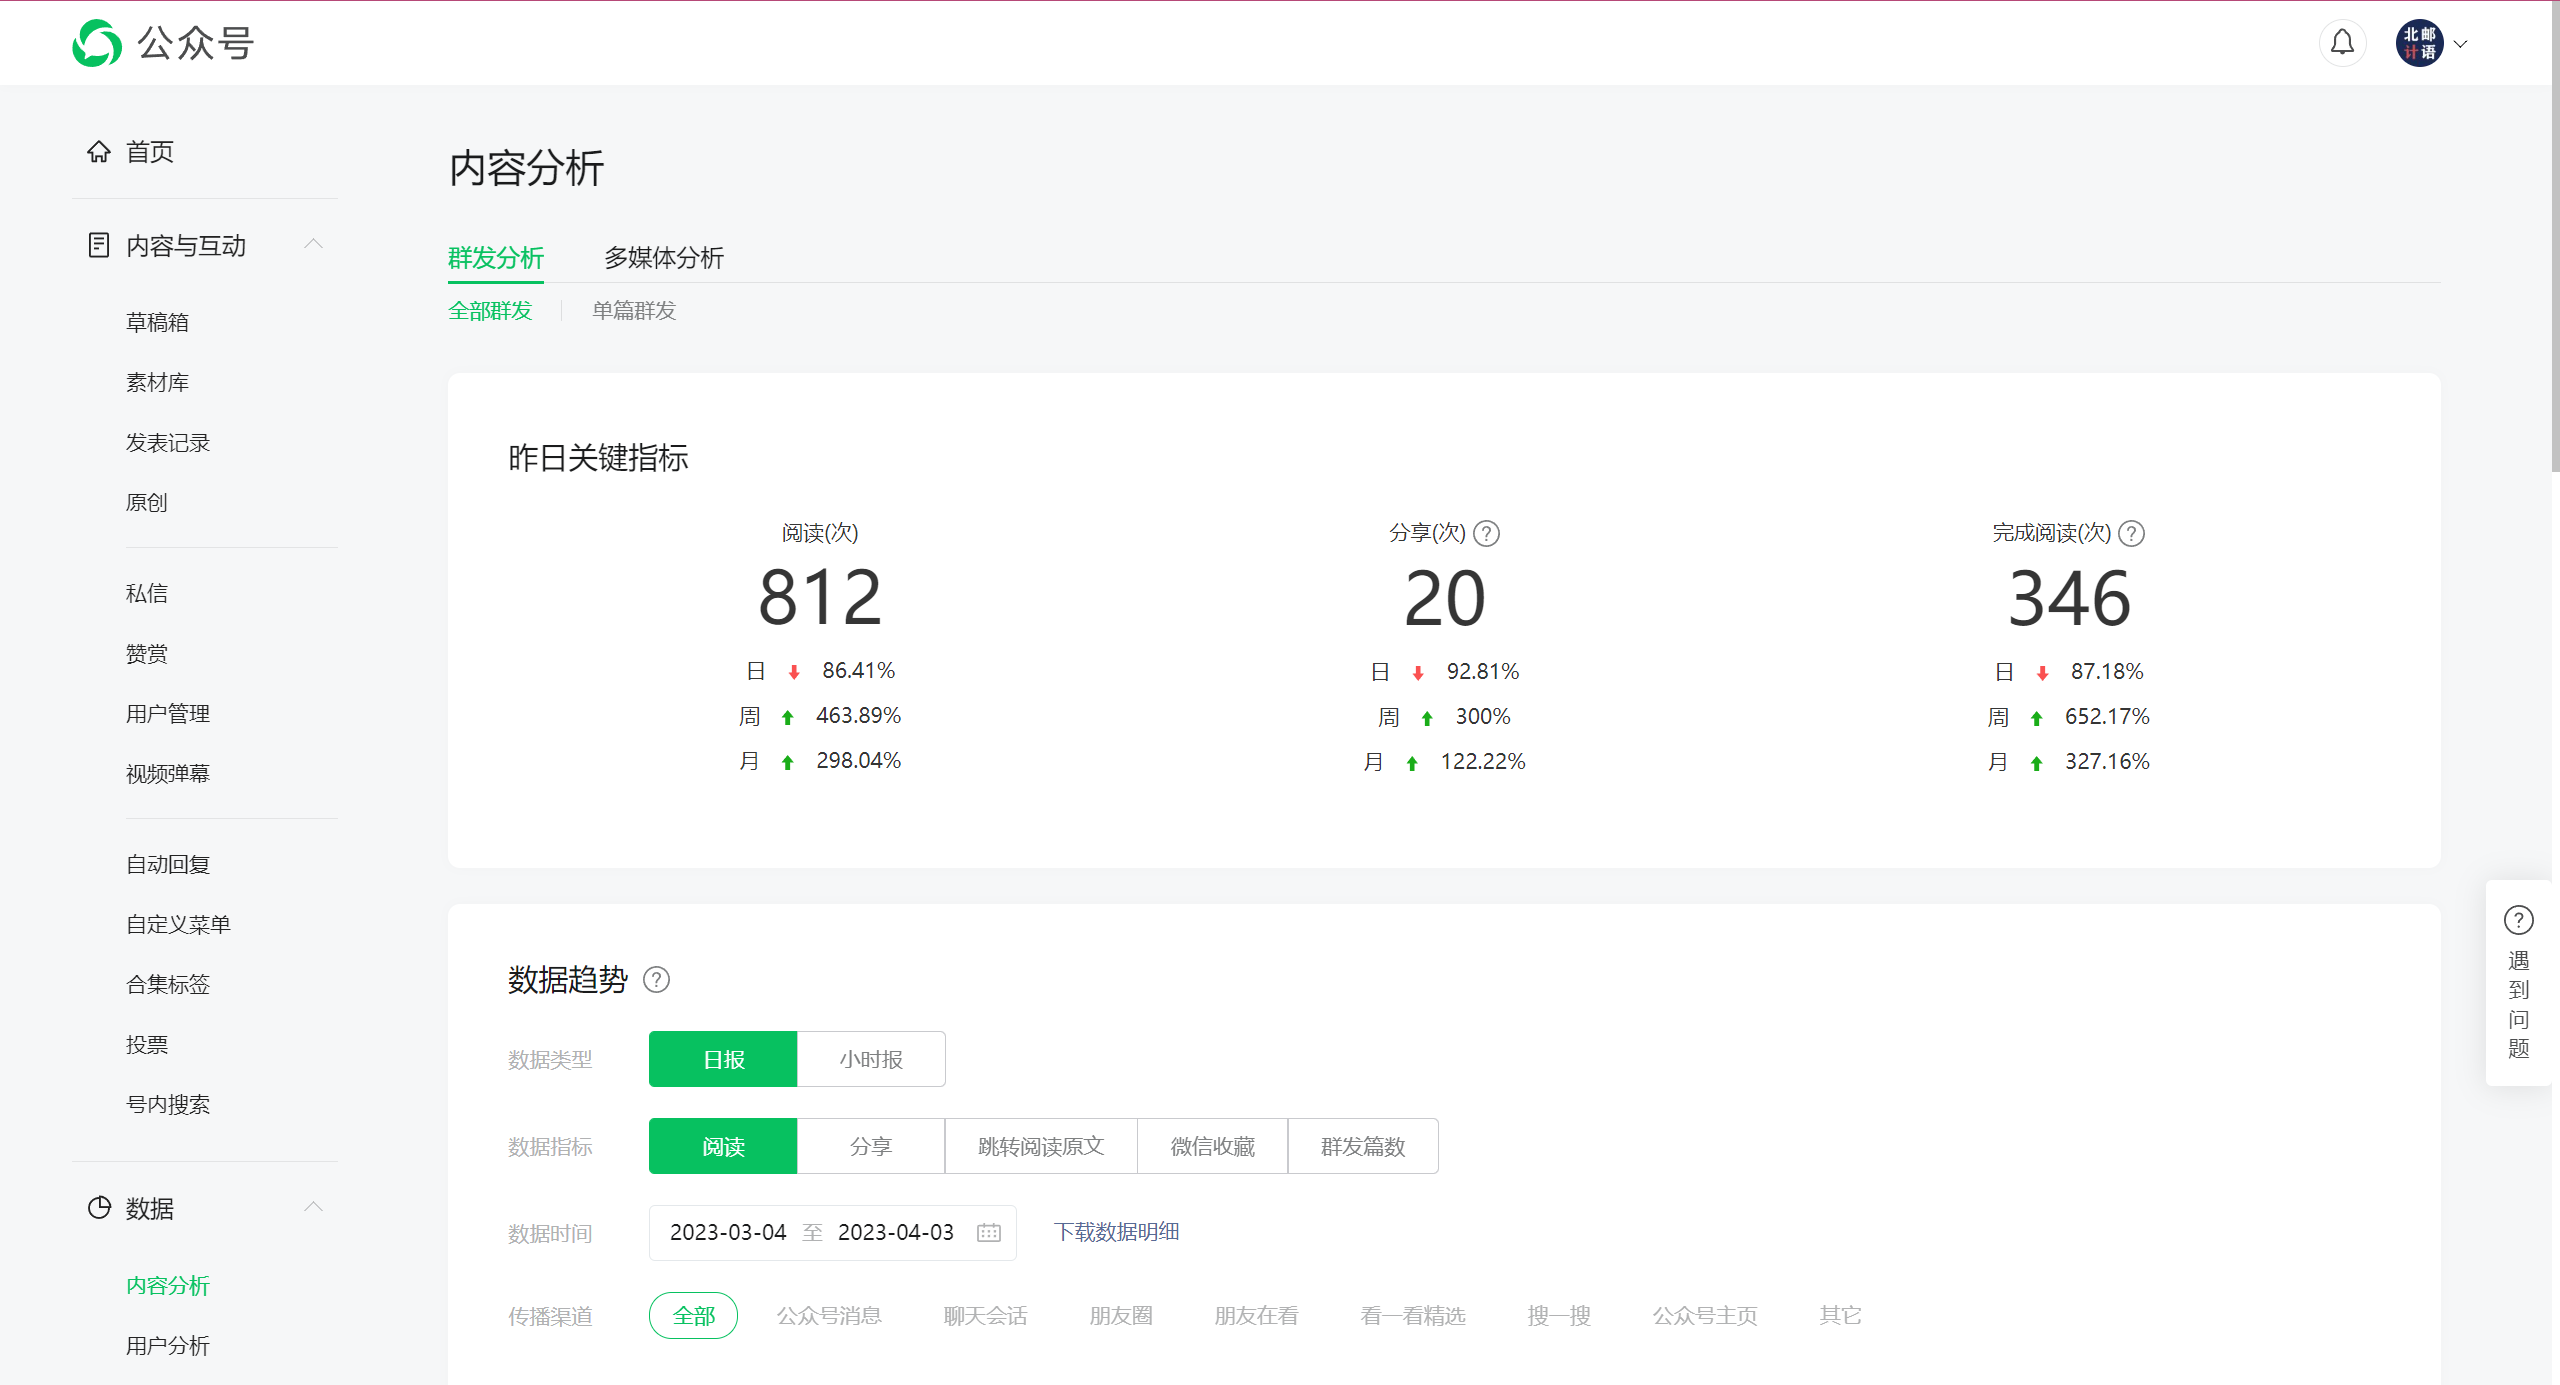 公众号
北邮
计语
首页
内容与互动
草稿箱
素材库
发表记录
原创
私信
赞赏
用户管理
视频弹幕
自动回复
自定义菜单
合集标签
投票
号内搜索
数据
内容分析
用户分析
内容分析
群发分析 多媒体分析
全部群发 单篇群发
昨日关键指标
阅读(次)
812
日 86.41%
周 463.89%
月 298.04%
分享(次) ?
20
日 92.81%
周 300%
月 122.22%
完成阅读(次) ?
346
日 87.18%
周 652.17%
月 327.16%
数据趋势 ?
数据类型 日报 小时报
数据指标 阅读 分享 跳转阅读原文 微信收藏 群发篇数
数据时间 2023-03-04 至 2023-04-03 下载数据明细
传播渠道 全部 公众号消息 聊天会话 朋友圈 朋友在看 看一看精选 搜一搜 公众号主页 其它
?
遇
到
问
题